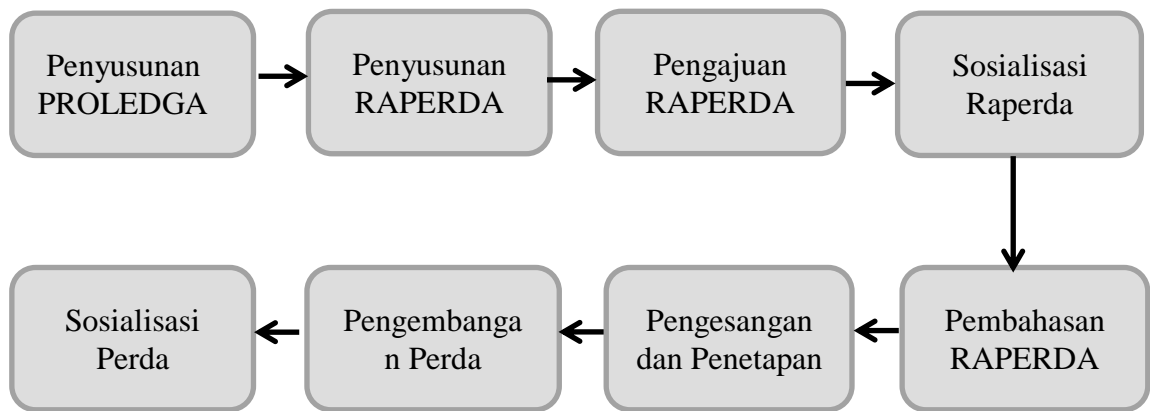 Penyusunan
PROLEDGA
Penyusunan
RAPERDA
Pengajuan
RAPERDA
Sosialisasi
Raperda
Pembahasan
RAPERDA
Pengesangan
dan Penetapan
Pengembanga
n Perda
Sosialisasi
Perda